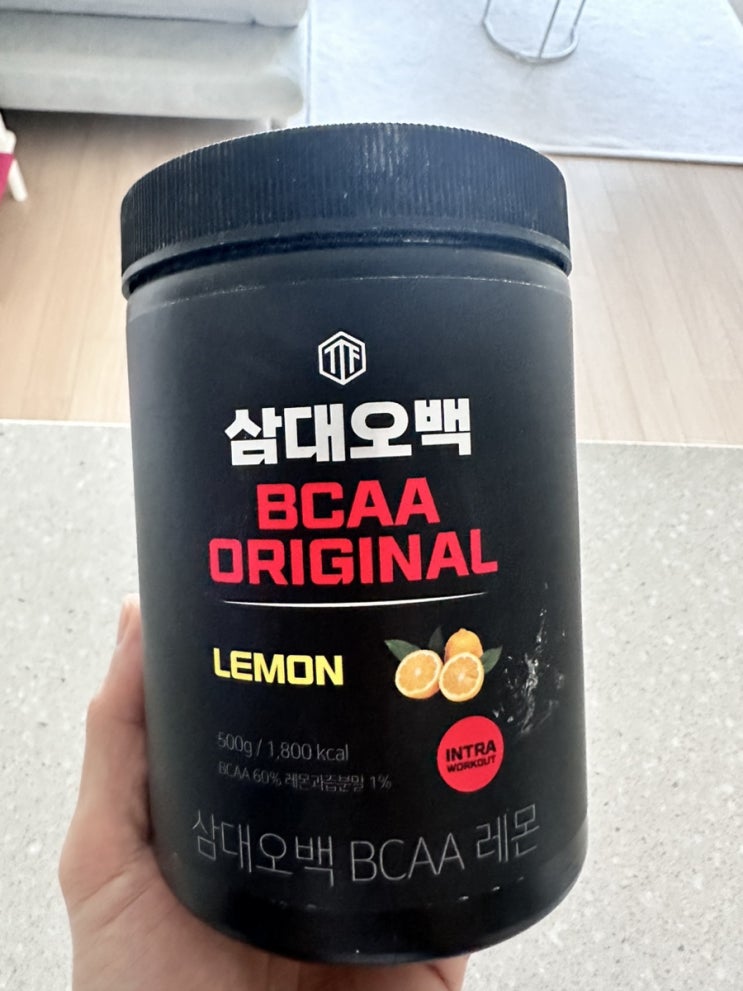 TTF
삼대오백
BCAA
ORIGINAL
LEMON
500g / 1,800 kcal
BCAA 60% 레몬과즙분말 1%
INTRA
WORKOUT
삼대오백 BCAA 레몬